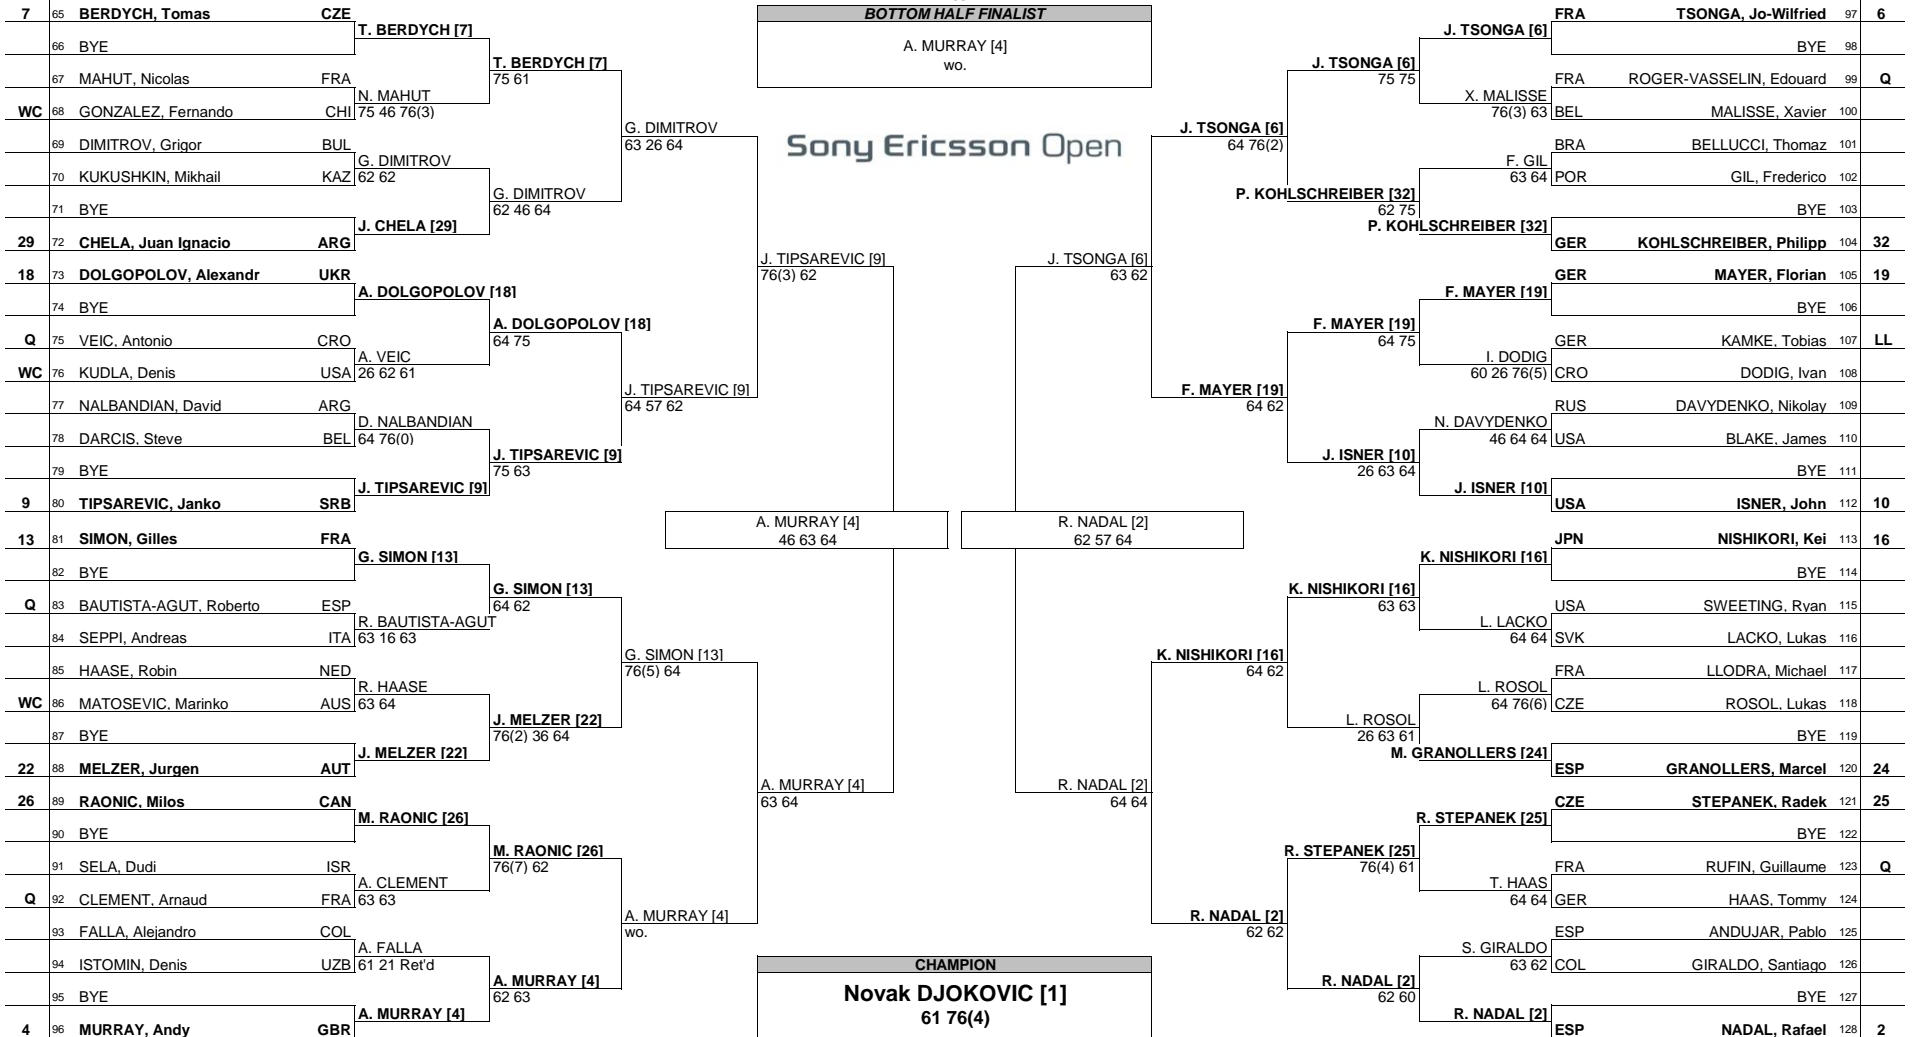 BOTTOM HALF FINALIST
A. MURRAY [4]
wo.
Sony Ericsson Open
7 65 BERDYCH, Tomas CZE
T. BERDYCH [7]
66 BYE
T. BERDYCH [7]
75 61
67 MAHUT, Nicolas FRA
N. MAHUT
WC 68 GONZALEZ, Fernando CHI 75 46 76(3)
G. DIMITROV
63 26 64
69 DIMITROV, Grigor BUL
G. DIMITROV
70 KUKUSHKIN, Mikhail KAZ 62 62
G. DIMITROV
62 46 64
71 BYE
J. CHELA [29]
29 72 CHELA, Juan Ignacio ARG
J. TIPSAREVIC [9]
76(3) 62
18 73 DOLGOPOLOV, Alexandr UKR
A. DOLGOPOLOV [18]
74 BYE
A. DOLGOPOLOV [18]
64 75
Q 75 VEIC, Antonio CRO
A. VEIC
WC 76 KUDLA, Denis USA 26 62 61
J. TIPSAREVIC [9]
64 57 62
77 NALBANDIAN, David ARG
D. NALBANDIAN
78 DARCIS, Steve BEL 64 76(0)
J. TIPSAREVIC [9]
75 63
79 BYE
J. TIPSAREVIC [9]
9 80 TIPSAREVIC, Janko SRB
A. MURRAY [4]
46 63 64
13 81 SIMON, Gilles FRA
G. SIMON [13]
82 BYE
G. SIMON [13]
64 62
Q 83 BAUTISTA-AGUT, Roberto ESP
R. BAUTISTA-AGUT
84 SEPPI, Andreas ITA 63 16 63
G. SIMON [13]
76(5) 64
85 HAASE, Robin NED
R. HAASE
WC 86 MATOSEVIC, Marinko AUS 63 64
J. MELZER [22]
76(2) 36 64
87 BYE
J. MELZER [22]
22 88 MELZER, Jurgen AUT
A. MURRAY [4]
63 64
26 89 RAONIC, Milos CAN
M. RAONIC [26]
90 BYE
M. RAONIC [26]
76(7) 62
91 SELA, Dudi ISR
A. CLEMENT
Q 92 CLEMENT, Arnaud FRA 63 63
A. MURRAY [4]
wo.
93 FALLA, Alejandro COL
A. FALLA
94 ISTOMIN, Denis UZB 61 21 Ret'd
A. MURRAY [4]
62 63
95 BYE
A. MURRAY [4]
4 96 MURRAY, Andy GBR
FRA TSONGA, Jo-Wilfried 97 6
J. TSONGA [6]
BYE 98
J. TSONGA [6]
75 75
FRA ROGER-VASSELIN, Edouard 99 Q
X. MALISSE
76(3) 63 BEL MALISSE, Xavier 100
J. TSONGA [6]
64 76(2)
BRA BELLUCCI, Thomaz 101
F. GIL
63 64 POR GIL, Frederico 102
P. KOHLSCHREIBER [32]
62 75
BYE 103
P. KOHLSCHREIBER [32]
GER KOHLSCHREIBER, Philipp 104 32
J. TSONGA [6]
63 62
GER MAYER, Florian 105 19
F. MAYER [19]
BYE 106
F. MAYER [19]
64 75
GER KAMKE, Tobias 107 LL
I. DODIG
60 26 76(5) CRO DODIG, Ivan 108
F. MAYER [19]
64 62
RUS DAVYDENKO, Nikolay 109
N. DAVYDENKO
46 64 64 USA BLAKE, James 110
J. ISNER [10]
26 63 64
BYE 111
J. ISNER [10]
USA ISNER, John 112 10
R. NADAL [2]
62 57 64
JPN NISHIKORI, Kei 113 16
K. NISHIKORI [16]
BYE 114
K. NISHIKORI [16]
63 63
USA SWEETING, Ryan 115
L. LACKO
64 64 SVK LACKO, Lukas 116
K. NISHIKORI [16]
64 62
FRA LLODRA, Michael 117
L. ROSOL
64 76(6) CZE ROSOL, Lukas 118
L. ROSOL
26 63 61
BYE 119
M. GRANOLLERS [24]
ESP GRANOLLERS, Marcel 120 24
R. NADAL [2]
64 64
CZE STEPANEK, Radek 121 25
R. STEPANEK [25]
BYE 122
R. STEPANEK [25]
76(4) 61
FRA RUFIN, Guillaume 123 Q
T. HAAS
64 64 GER HAAS, Tommy 124
R. NADAL [2]
62 62
ESP ANDUJAR, Pablo 125
S. GIRALDO
63 62 COL GIRALDO, Santiago 126
R. NADAL [2]
62 60
BYE 127
R. NADAL [2]
ESP NADAL, Rafael 128 2
CHAMPION
Novak DJOKOVIC [1]
61 76(4)